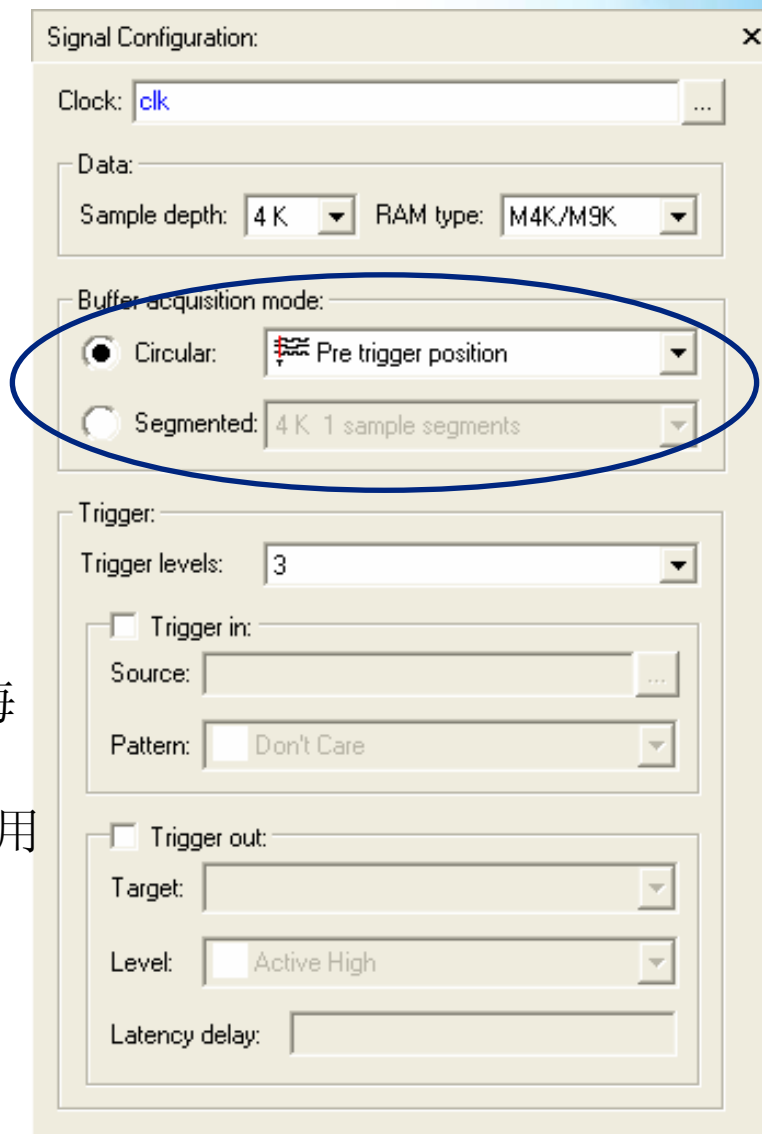 Signal Configuration:
Clock: clk ...
Data:
Sample depth: 4 K RAM type: M4K/M9K
Buffer acquisition mode:
Circular: Pre trigger position
Segmented: 4 K 1 sample segments
Trigger:
Trigger levels: 3
Trigger in:
Source: ...
每
Pattern: Don't Care
用
Trigger out:
Target:
Level: Active High
Latency delay: